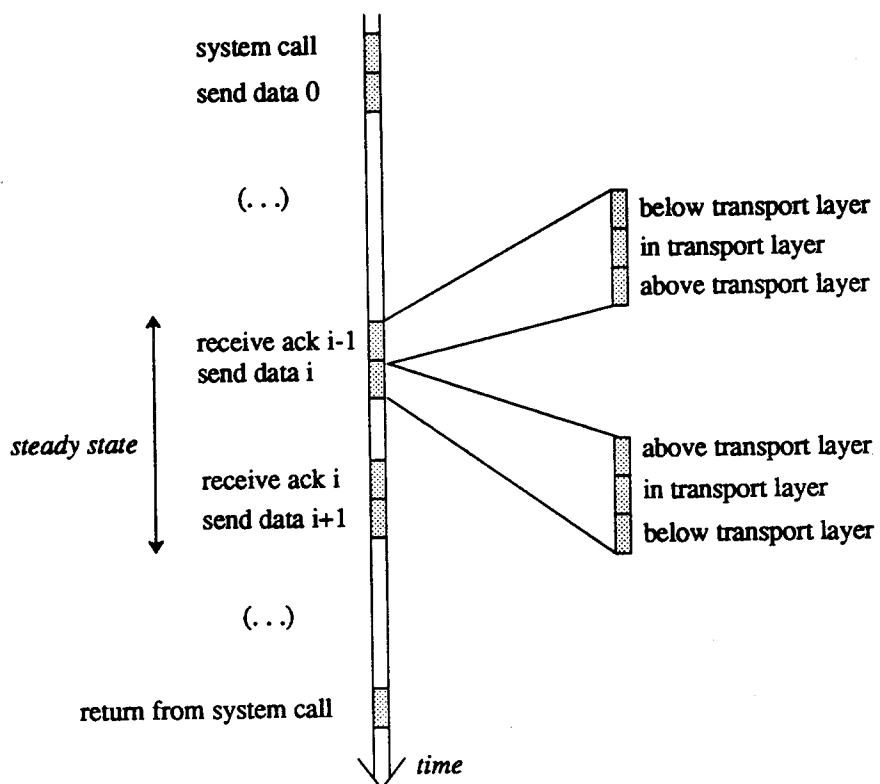 system call
send data 0
(...)
below transport layer
in transport layer
above transport layer
receive ack i-1
send data i
steady state
above transport layer
in transport layer
below transport layer
receive ack i
send data i+1
(...)
return from system call
time